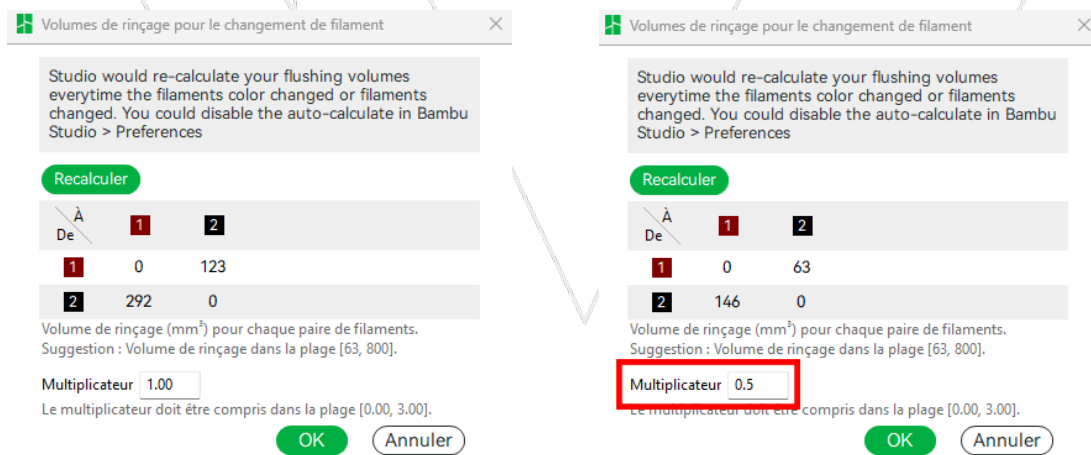 Volumes de rinçage pour le changement de filament
Studio would re-calculate your flushing volumes
everytime the filaments color changed or filaments
changed. You could disable the auto-calculate in Bambu
Studio > Preferences
Recalculer
À
De
1 2
1 0 123
2 292 0
Volume de rinçage (mm³) pour chaque paire de filaments.
Suggestion : Volume de rinçage dans la plage [63, 800].
Multiplicateur 1.00
Le multiplicateur doit être compris dans la plage [0.00, 3.00].
OK Annuler
Volumes de rinçage pour le changement de filament
Studio would re-calculate your flushing volumes
everytime the filaments color changed or filaments
changed. You could disable the auto-calculate in Bambu
Studio > Preferences
Recalculer
À
De
1 2
1 0 63
2 146 0
Volume de rinçage (mm³) pour chaque paire de filaments.
Suggestion : Volume de rinçage dans la plage [63, 800].
Multiplicateur 0.5
Le multiplicateur doit être compris dans la plage [0.00, 3.00].
OK Annuler